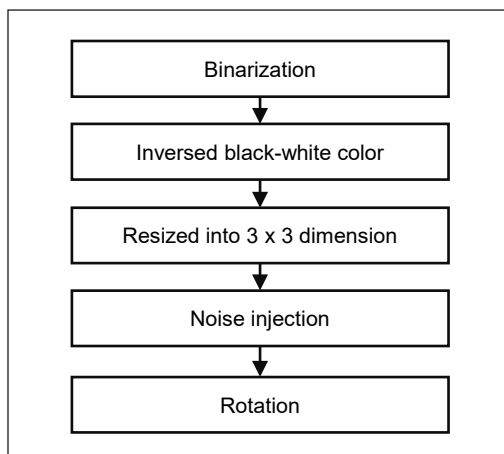 Binarization
Inversed black-white color
Resized into 3 x 3 dimension
Noise injection
Rotation